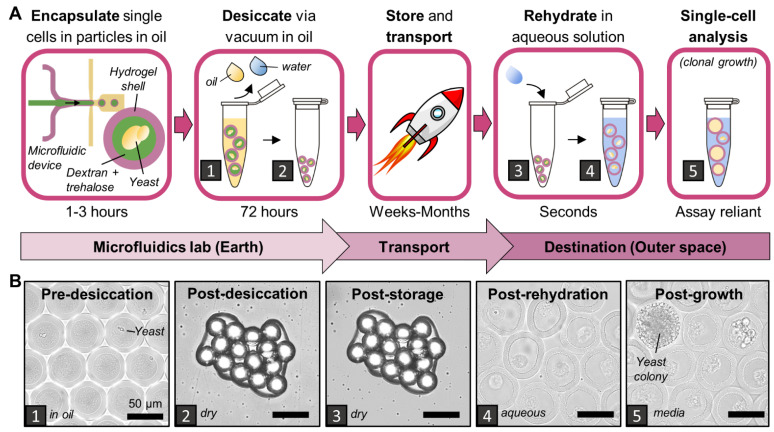 A
Encapsulate single
cells in particles in oil
Desiccate via
vacuum in oil
Store and
transport
Rehydrate in
aqueous solution
Single-cell
analysis
(clonal growth)
Hydrogel
shell
Microfluidic
device
Dextran +
trehalose
Yeast
oil
water
1
2
3
4
5
1-3 hours
72 hours
Weeks-Months
Seconds
Assay reliant
Microfluidics lab (Earth)
Transport
Destination (Outer space)
B
Pre-desiccation
Yeast
1
in oil
50 µm
Post-desiccation
2
dry
Post-storage
3
dry
Post-rehydration
4
aqueous
Post-growth
Yeast
colony
5
media